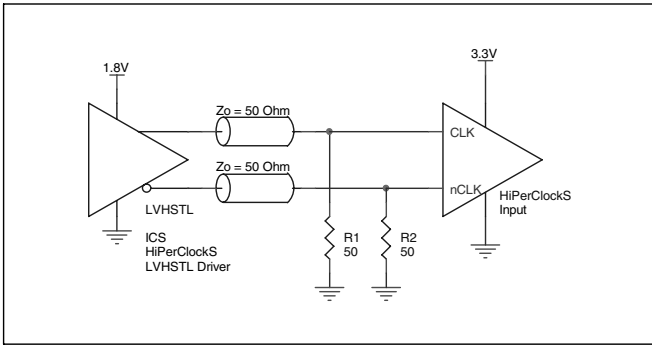 1.8V
3.3V
Zo = 50 Ohm
CLK
Zo = 50 Ohm
nCLK
HiPerClockS
Input
LVHSTL
ICS
HiPerClockS
LVHSTL Driver
R1
50
R2
50